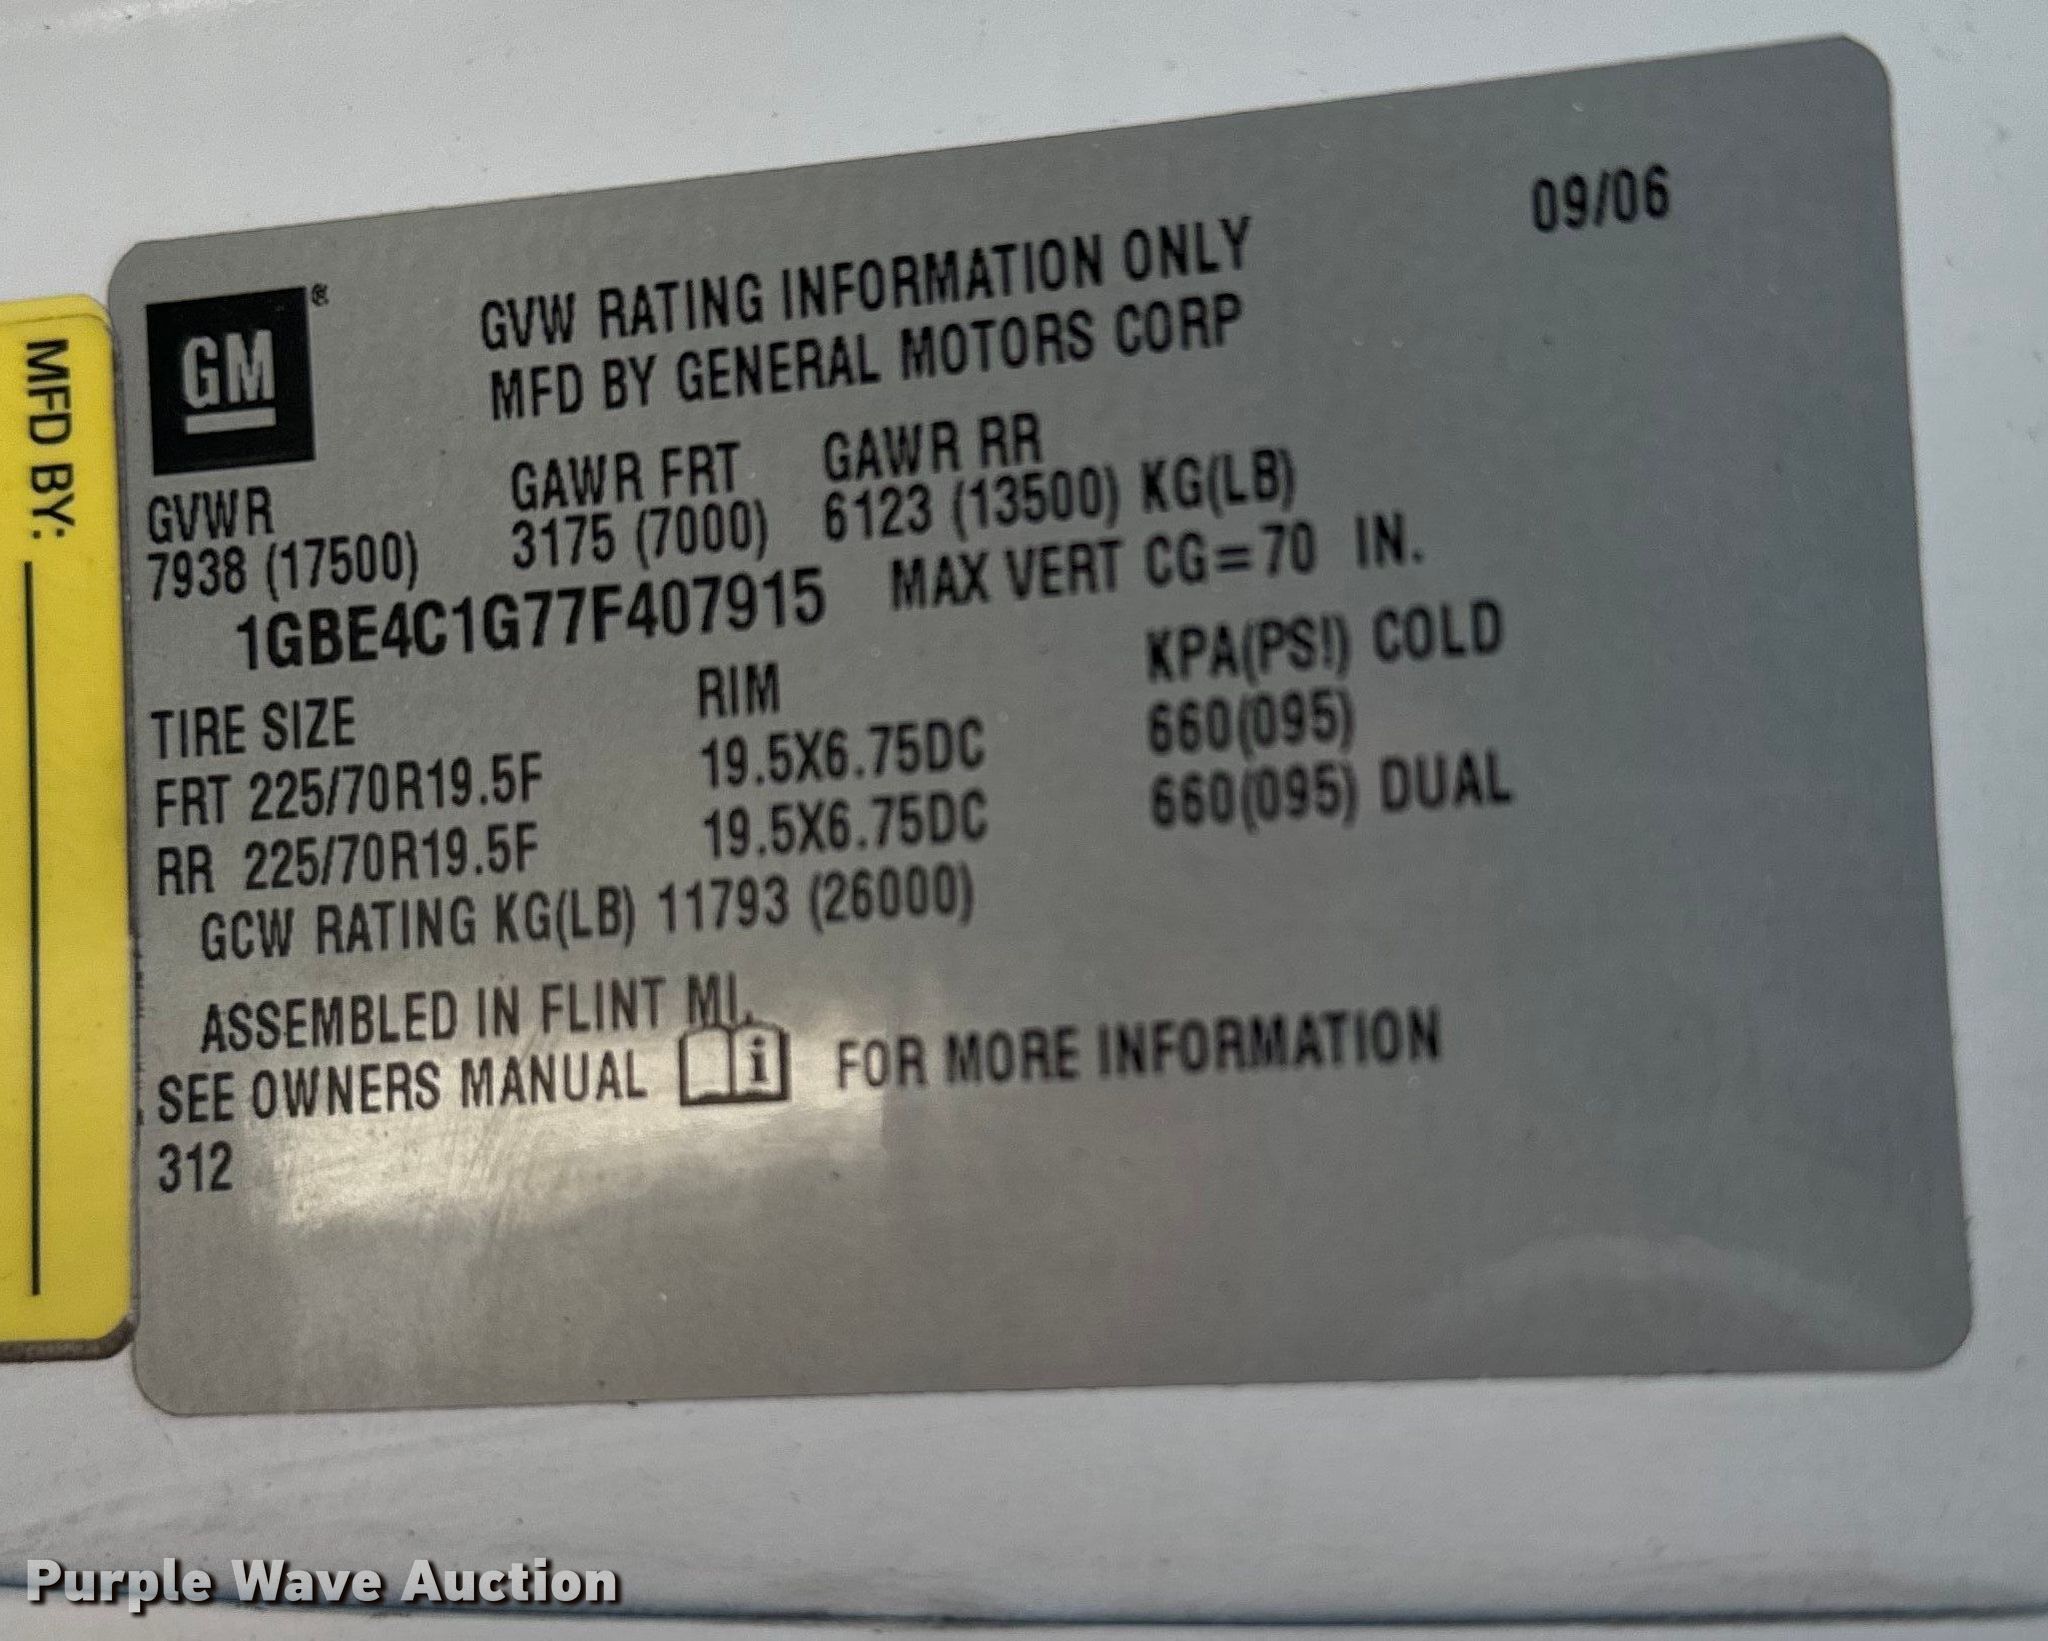 MFD BY:
GM ®
09/06
GVW RATING INFORMATION ONLY
MFD BY GENERAL MOTORS CORP
GVWR GAWR FRT GAWR RR
7938 (17500) 3175 (7000) 6123 (13500) KG(LB)
1GBE4C1G77F407915 MAX VERT CG=70 IN.
TIRE SIZE RIM KPA(PSI) COLD
FRT 225/70R19.5F 19.5X6.75DC 660(095)
RR 225/70R19.5F 19.5X6.75DC 660(095) DUAL
GCW RATING KG(LB) 11793 (26000)
ASSEMBLED IN FLINT MI.
SEE OWNERS MANUAL i FOR MORE INFORMATION
312
Purple Wave Auction